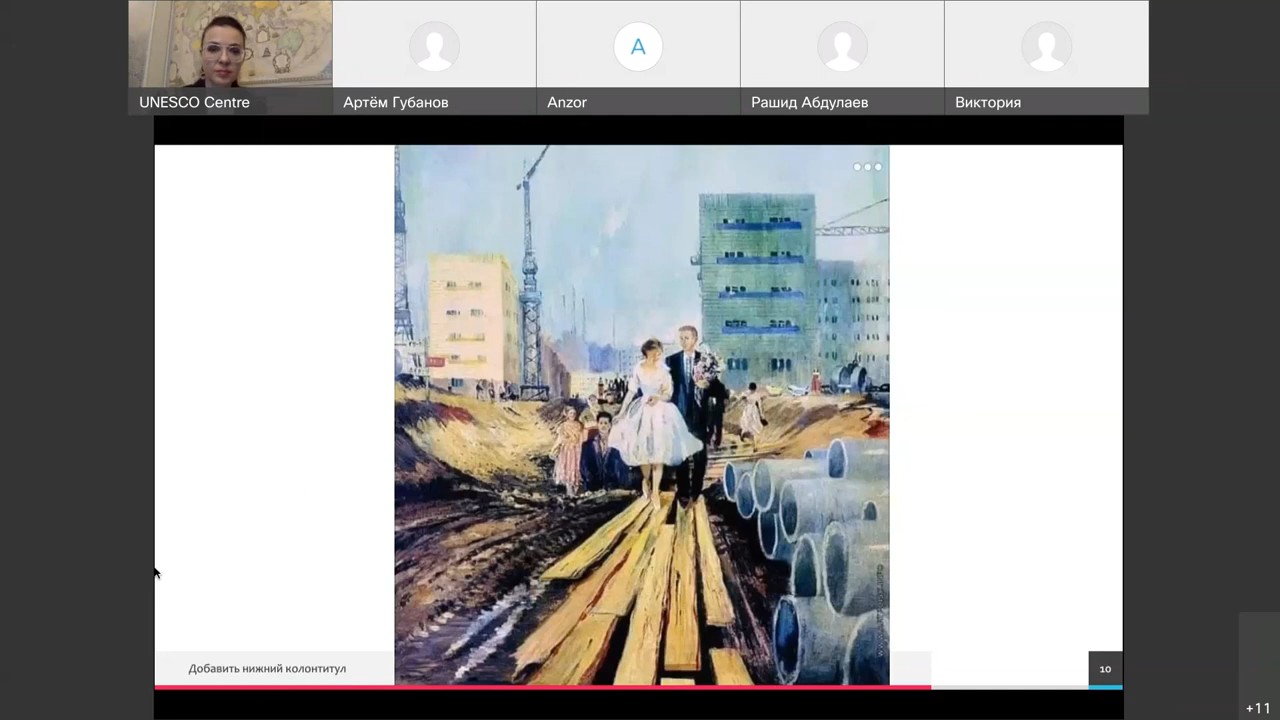 UNESCO Centre
Артём Губанов
A
Anzor
Рашид Абдулаев
Виктория
Добавить нижний колонтитул
10
+11